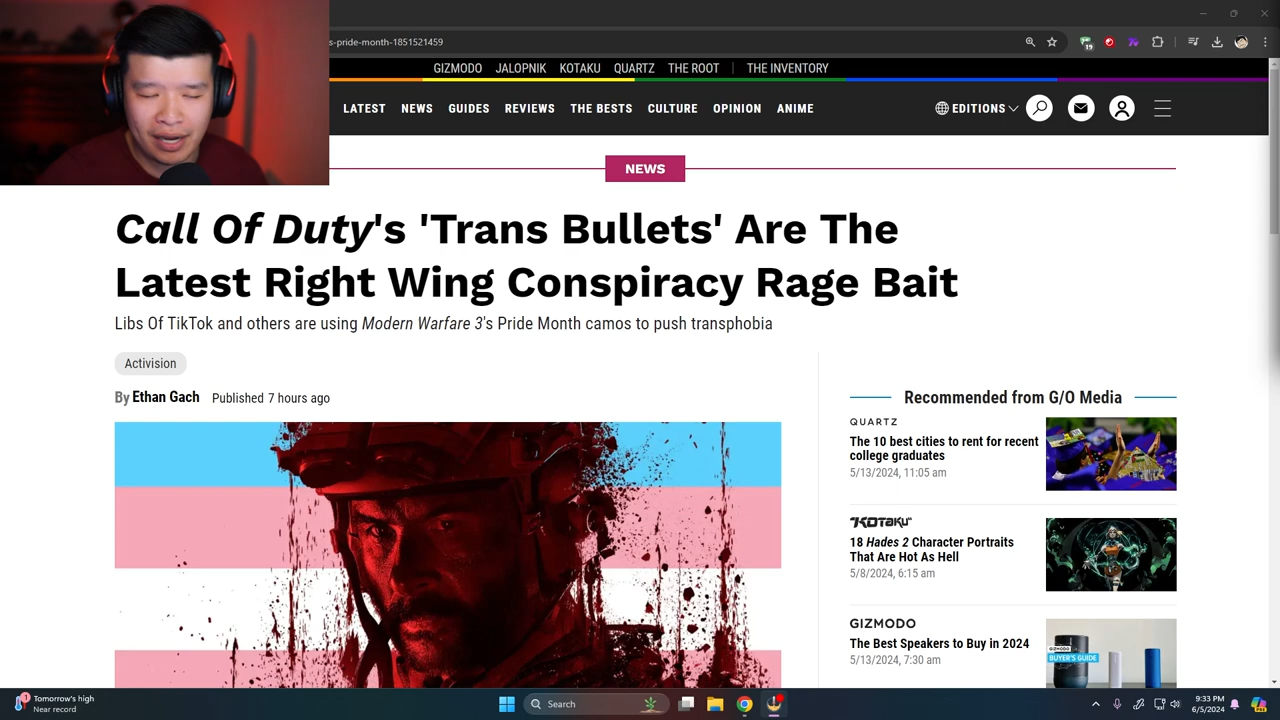 s-pride-month-1851521459
19
GIZMODO JALOPNIK KOTAKU QUARTZ THE ROOT THE INVENTORY
LATEST NEWS GUIDES REVIEWS THE BESTS CULTURE OPINION ANIME
EDITIONS
NEWS
Call Of Duty's 'Trans Bullets' Are The
Latest Right Wing Conspiracy Rage Bait
Libs Of TikTok and others are using Modern Warfare 3's Pride Month camos to push transphobia
Activision
By Ethan Gach Published 7 hours ago
Recommended from G/O Media
QUARTZ
The 10 best cities to rent for recent
college graduates
5/13/2024, 11:05 am
KOTAKU
18 Hades 2 Character Portraits
That Are Hot As Hell
5/8/2024, 6:15 am
GIZMODO
The Best Speakers to Buy in 2024
5/13/2024, 7:30 am
GIZMODO
BUYER'S GUIDE
1
Tomorrow's high
Near record
Search
9:33 PM
6/5/2024